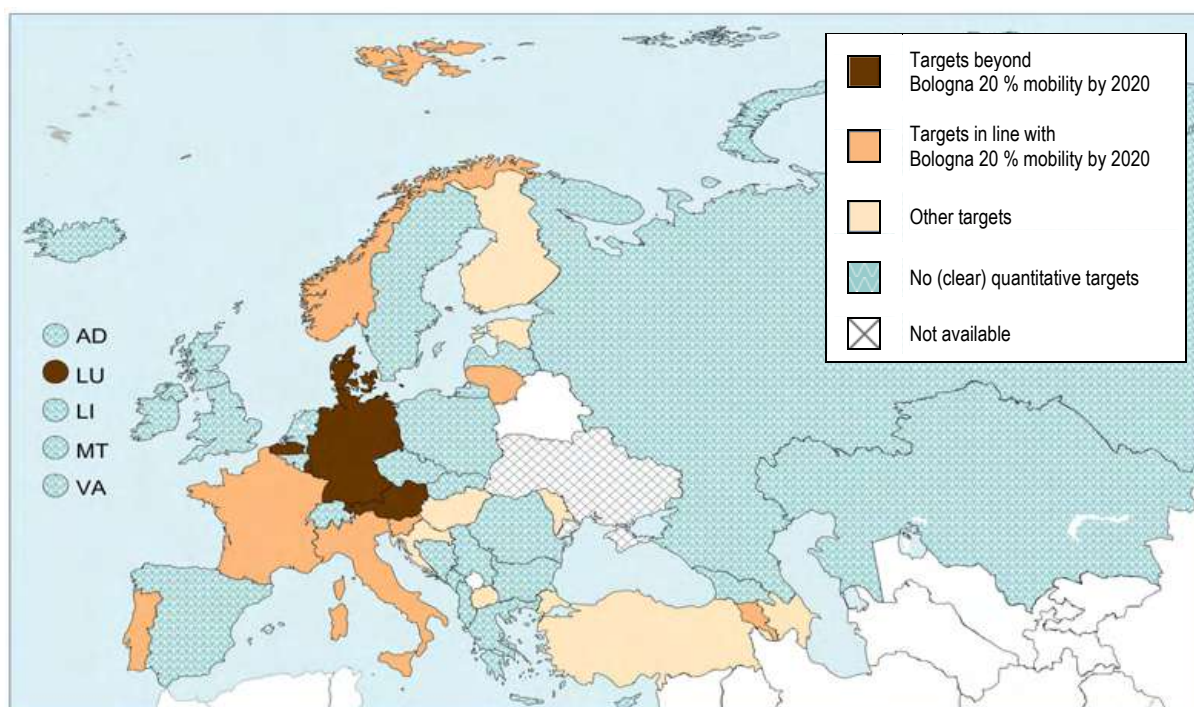 Targets beyond
Bologna 20 % mobility by 2020
Targets in line with
Bologna 20 % mobility by 2020
Other targets
No (clear) quantitative targets
Not available
AD
LU
LI
MT
VA